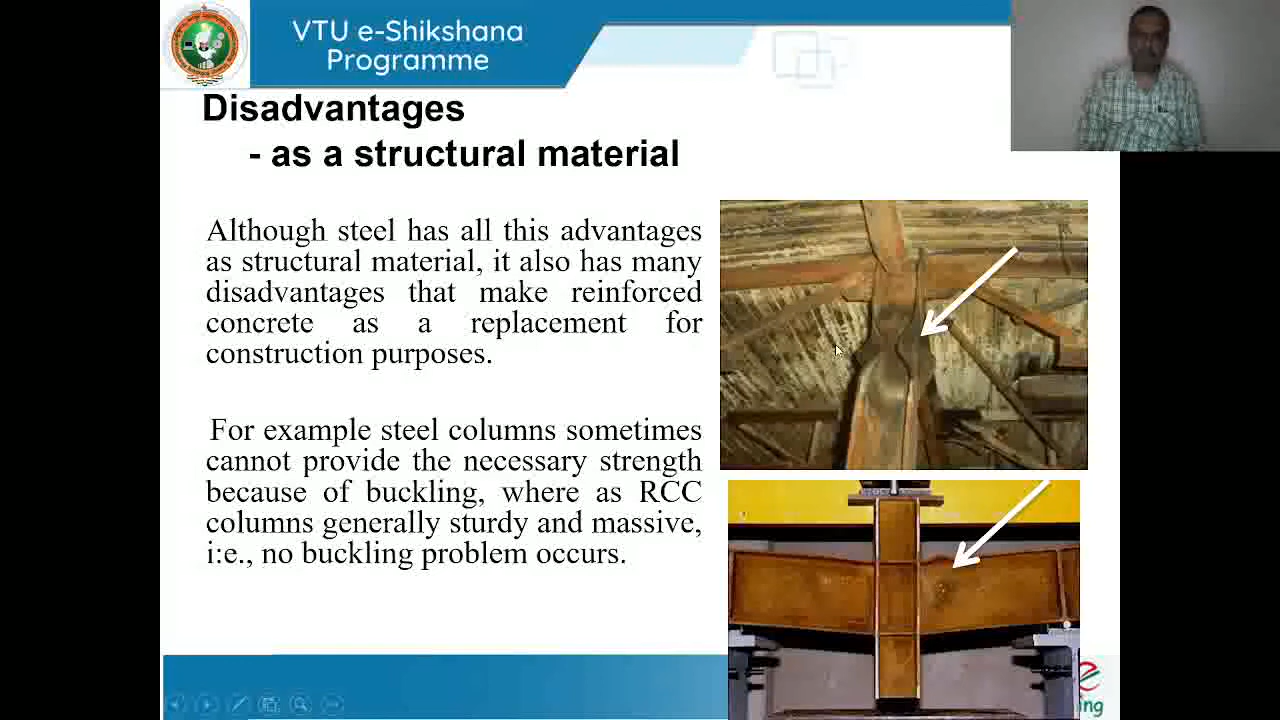 VTU e-Shikshana
Programme
Disadvantages
- as a structural material
Although steel has all this advantages
as structural material, it also has many
disadvantages that make reinforced
concrete as a replacement for
construction purposes.
For example steel columns sometimes
cannot provide the necessary strength
because of buckling, where as RCC
columns generally sturdy and massive,
i:e., no buckling problem occurs.